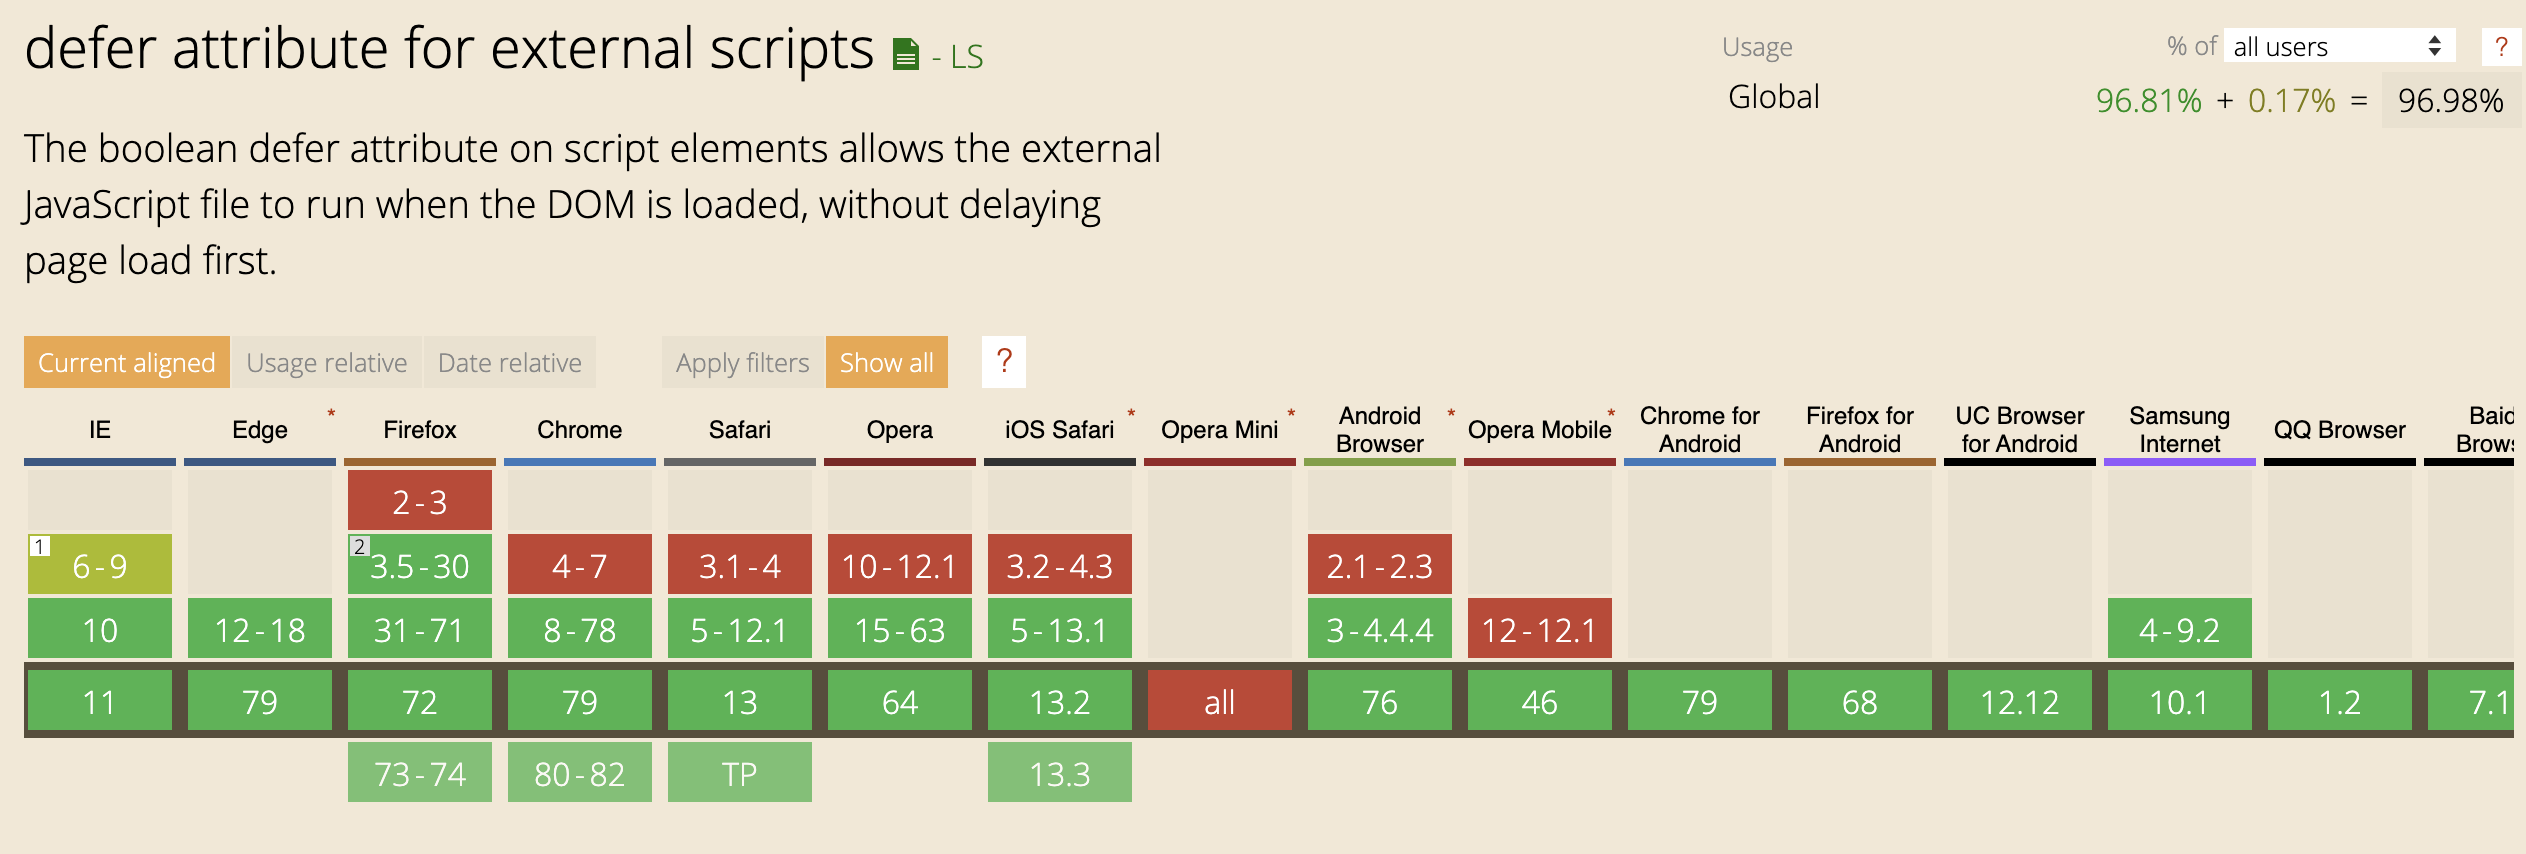 defer attribute for external scripts - LS
Usage % of all users ?
Global 96.81% + 0.17% = 96.98%
The boolean defer attribute on script elements allows the external
JavaScript file to run when the DOM is loaded, without delaying
page load first.
Current aligned Usage relative Date relative Apply filters Show all ?
IE Edge * Firefox Chrome Safari Opera iOS Safari * Opera Mini * Android Browser * Opera Mobile * Chrome for Android Firefox for Android UC Browser for Android Samsung Internet QQ Browser
2-3
1 6-9 2 3.5-30 4-7 3.1-4 10-12.1 3.2-4.3 2.1-2.3
10 12-18 31-71 8-78 5-12.1 15-63 5-13.1 3-4.4.4 12-12.1 4-9.2
11 79 72 79 13 64 13.2 all 76 46 79 68 12.12 10.1 1.2 7.1
73-74 80-82 TP 13.3